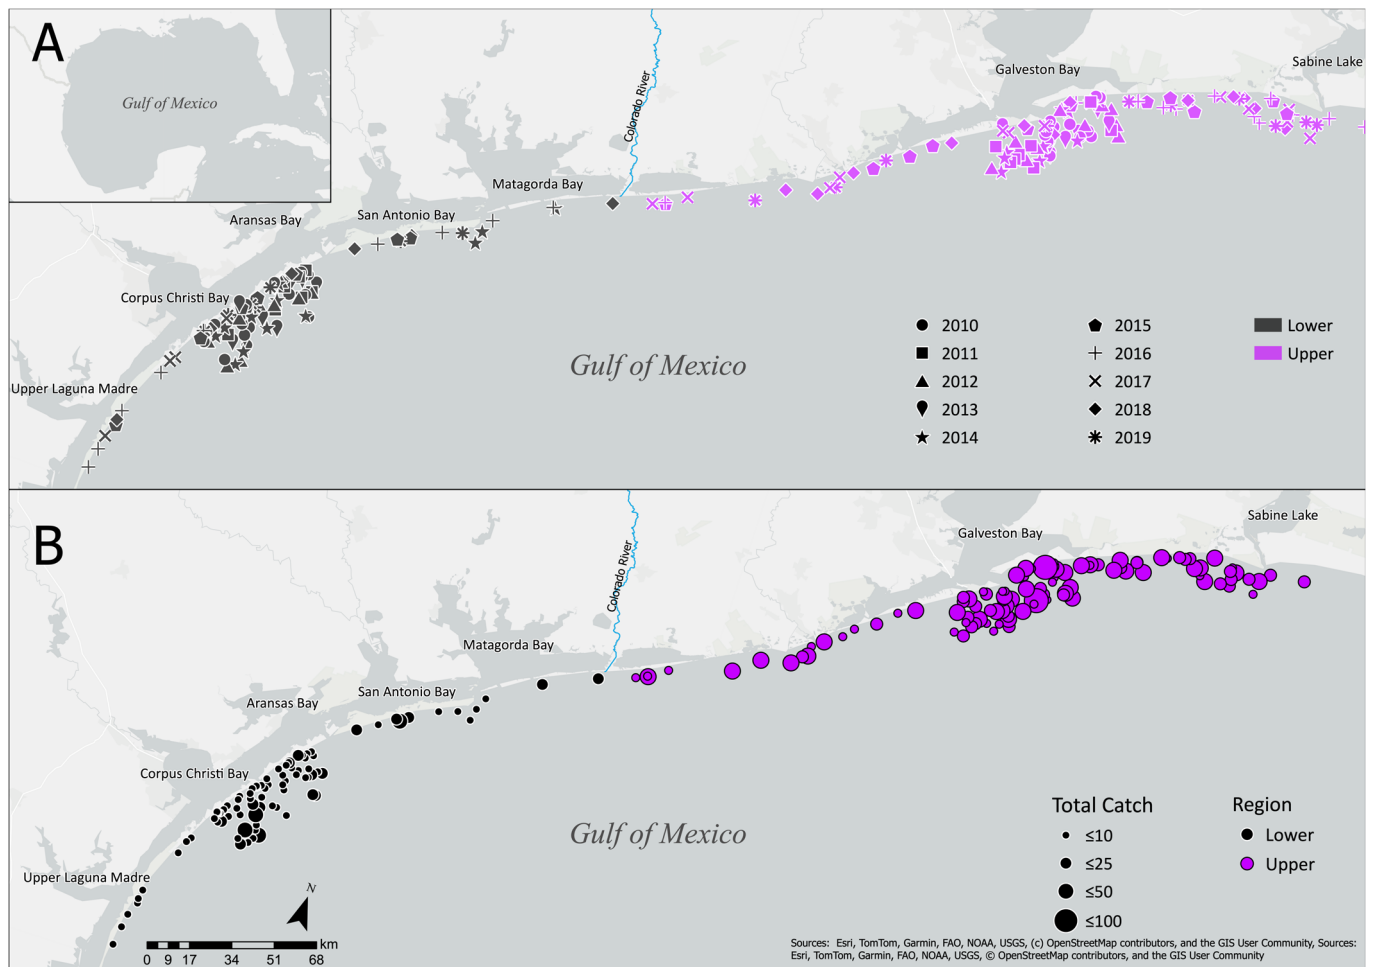 A
Gulf of Mexico
Colorado River
Galveston Bay
Sabine Lake
Matagorda Bay
San Antonio Bay
Aransas Bay
Corpus Christi Bay
Upper Laguna Madre
Gulf of Mexico
2010
2011
2012
2013
2014
2015
2016
2017
2018
2019
Lower
Upper
B
Colorado River
Galveston Bay
Sabine Lake
Matagorda Bay
San Antonio Bay
Aransas Bay
Corpus Christi Bay
Upper Laguna Madre
Gulf of Mexico
N
km
0 9 17 34 51 68
Total Catch
≤10
≤25
≤50
≤100
Region
Lower
Upper
Sources: Esri, TomTom, Garmin, FAO, NOAA, USGS, (c) OpenStreetMap contributors, and the GIS User Community, Sources:
Esri, TomTom, Garmin, FAO, NOAA, USGS, © OpenStreetMap contributors, and the GIS User Community